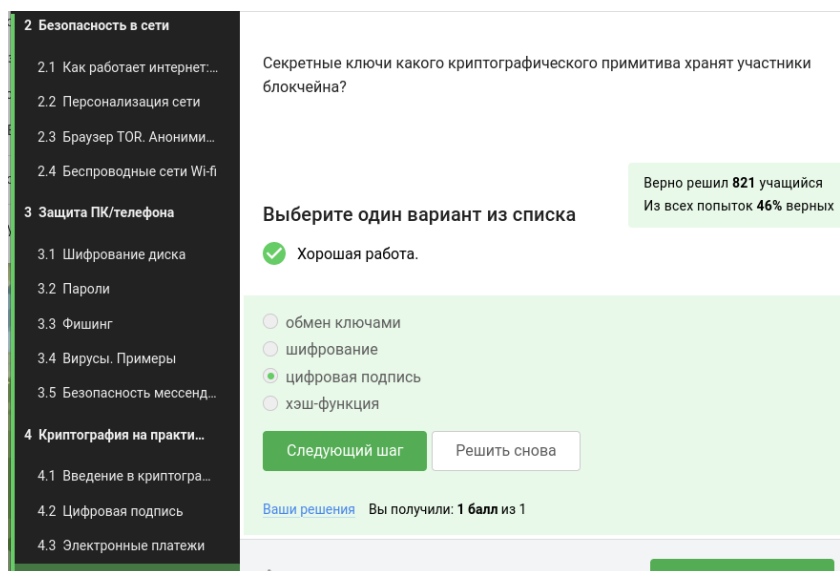 2 Безопасность в сети
2.1 Как работает интернет:...
2.2 Персонализация сети
2.3 Браузер TOR. Аноними...
2.4 Беспроводные сети Wi-fi
3 Защита ПК/телефона
3.1 Шифрование диска
3.2 Пароли
3.3 Фишинг
3.4 Вирусы. Примеры
3.5 Безопасность мессенд...
4 Криптография на практи...
4.1 Введение в криптогра...
4.2 Цифровая подпись
4.3 Электронные платежи
Секретные ключи какого криптографического примитива хранят участники
блокчейна?
Верно решил 821 учащийся
Из всех попыток 46% верных
Выберите один вариант из списка
Хорошая работа.
обмен ключами
шифрование
цифровая подпись
хэш-функция
Следующий шаг
Решить снова
Ваши решения Вы получили: 1 балл из 1